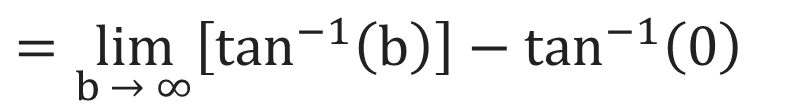 = lim [tan⁻¹(b)] − tan⁻¹(0)
b → ∞